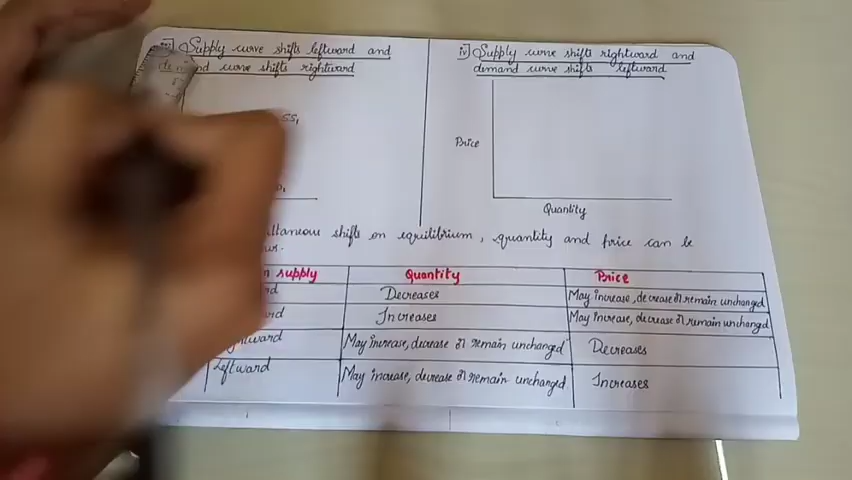 iii] Supply curve shifts leftward and
demand curve shifts rightward
SS₁
iv] Supply curve shifts rightward and
demand curve shifts leftward
Price
Quantity
shifts on equilibrium, quantity and price can be
supply Quantity Price
Decreases May increase, decrease or remain unchanged
Increases May increase, decrease or remain unchanged
May increase, decrease or remain unchanged Decreases
Leftward May increase, decrease or remain unchanged Increases